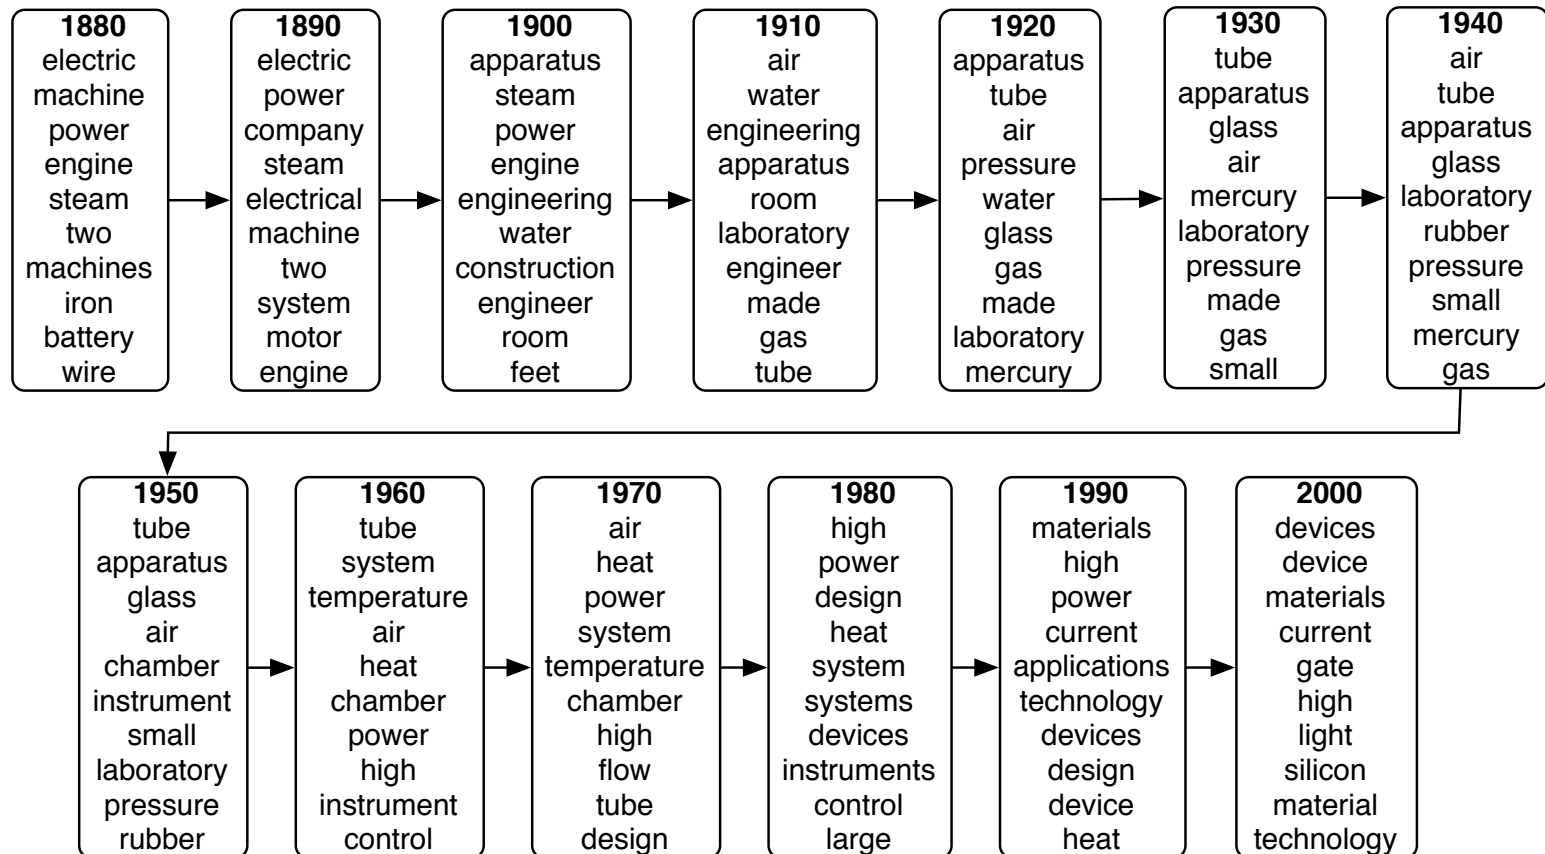 1880
electric
machine
power
engine
steam
two
machines
iron
battery
wire
1890
electric
power
company
steam
electrical
machine
two
system
motor
engine
1900
apparatus
steam
power
engine
engineering
water
construction
engineer
room
feet
1910
air
water
engineering
apparatus
room
laboratory
engineer
made
gas
tube
1920
apparatus
tube
air
pressure
water
glass
gas
made
laboratory
mercury
1930
tube
apparatus
glass
air
mercury
laboratory
pressure
made
gas
small
1940
air
tube
apparatus
glass
laboratory
rubber
pressure
small
mercury
gas
1950
tube
apparatus
glass
air
chamber
instrument
small
laboratory
pressure
rubber
1960
tube
system
temperature
air
heat
chamber
power
high
instrument
control
1970
air
heat
power
system
temperature
chamber
high
flow
tube
design
1980
high
power
design
heat
system
systems
devices
instruments
control
large
1990
materials
high
power
current
applications
technology
devices
design
device
heat
2000
devices
device
materials
current
gate
high
light
silicon
material
technology